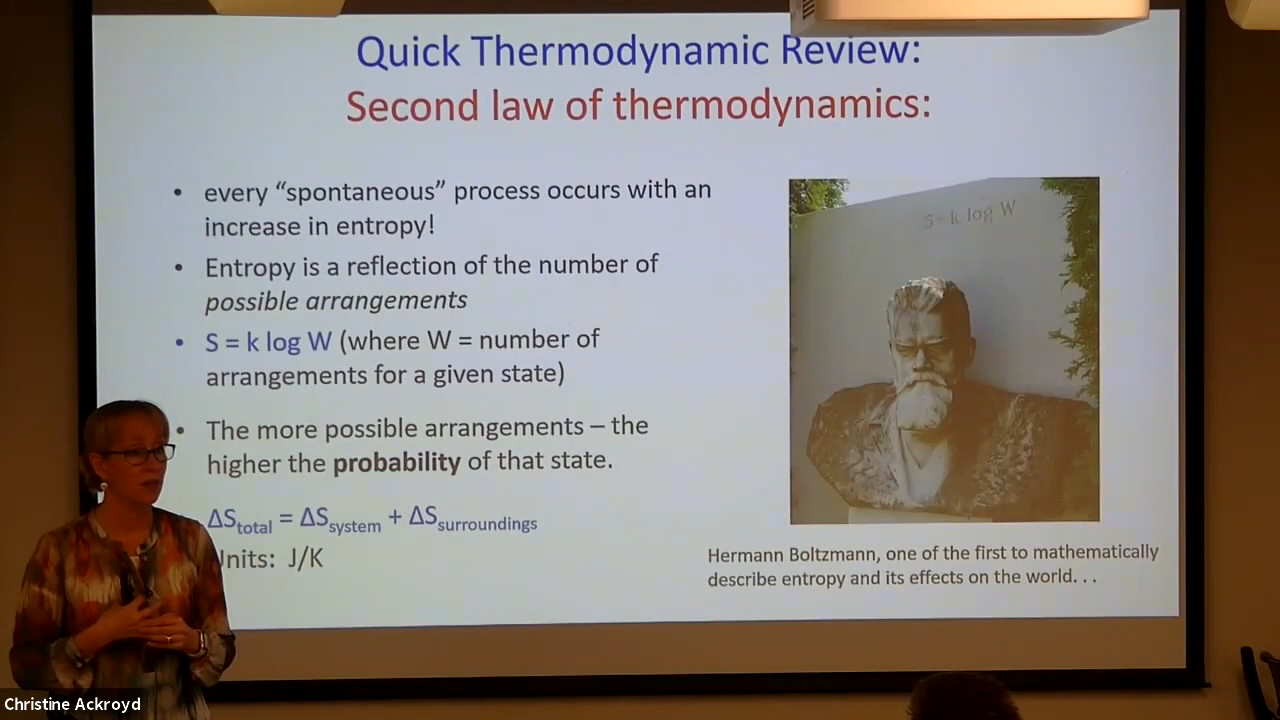 Quick Thermodynamic Review:
Second law of thermodynamics:
• every “spontaneous” process occurs with an
increase in entropy!
• Entropy is a reflection of the number of
possible arrangements
• S = k log W (where W = number of
arrangements for a given state)
• The more possible arrangements – the
higher the probability of that state.
ΔStotal = ΔSsystem + ΔSsurroundings
nits: J/K
S = k log W
Hermann Boltzmann, one of the first to mathematically
describe entropy and its effects on the world. . .
Christine Ackroyd